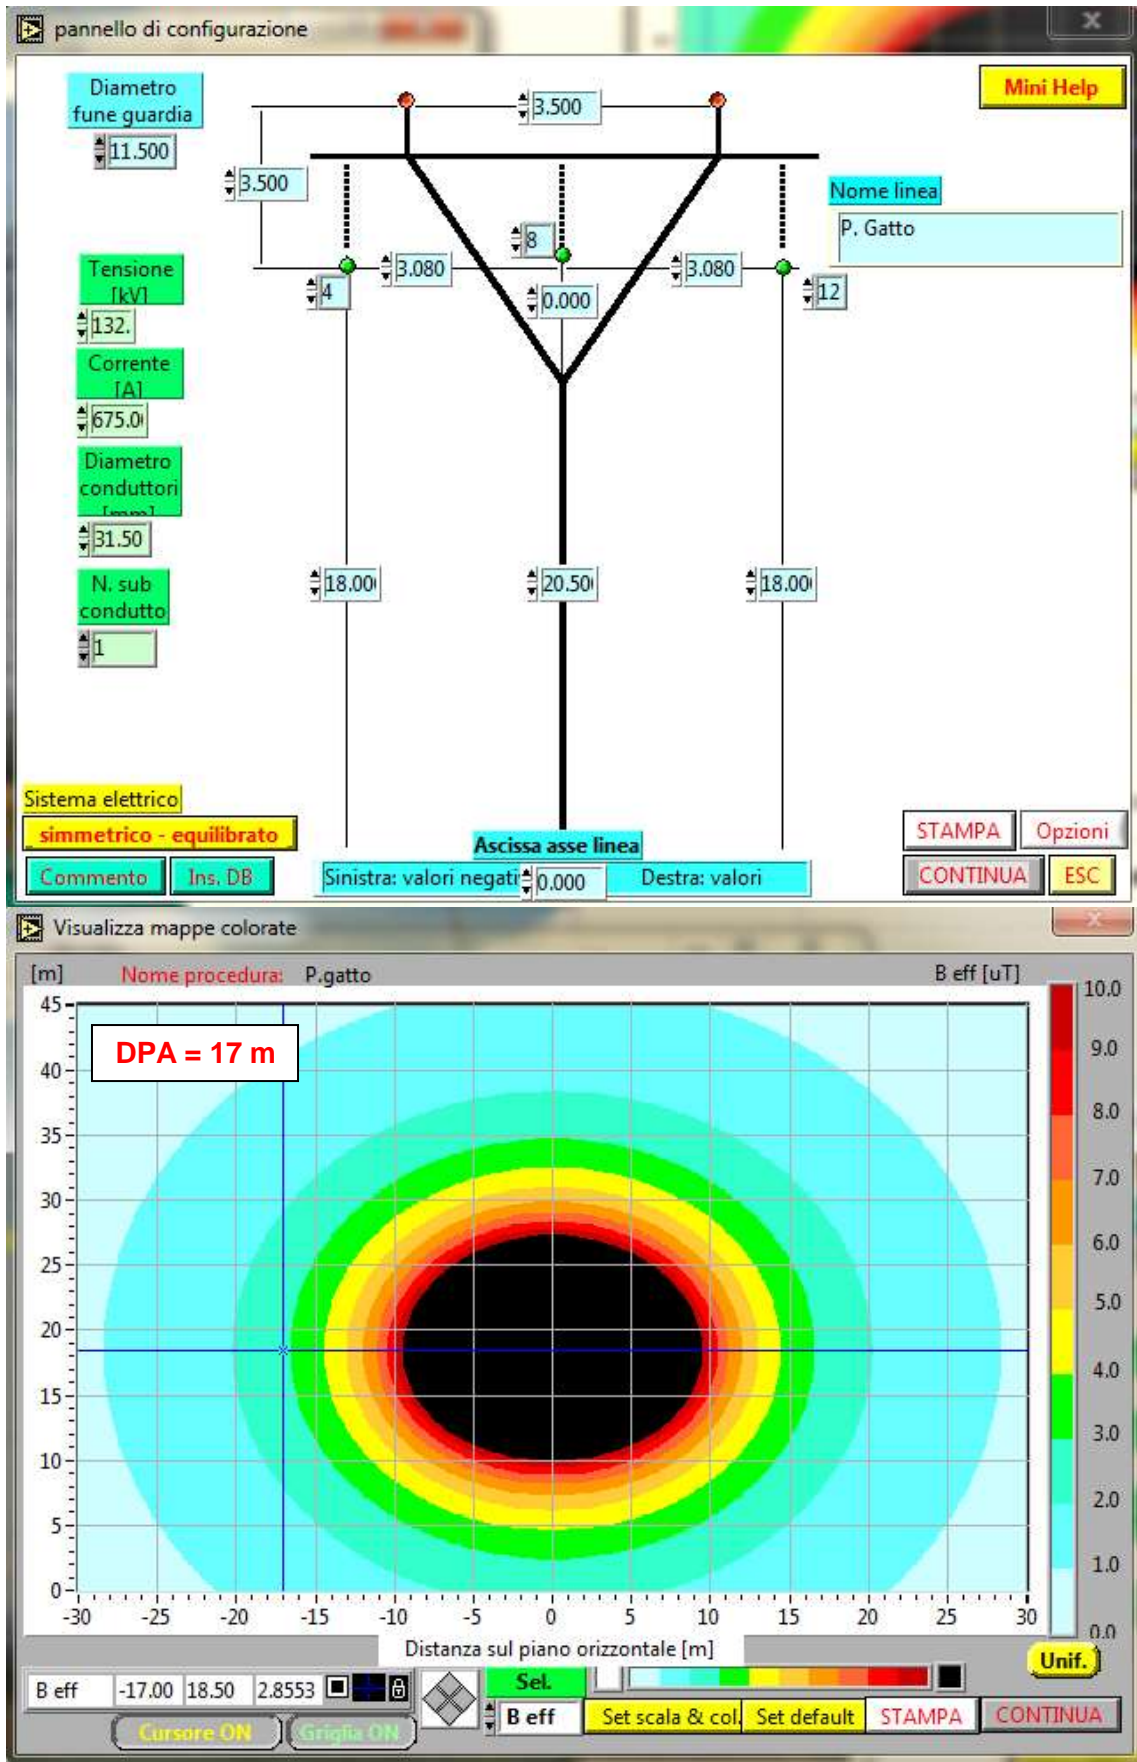 pannello di configurazione
Diametro
fune guardia
11.500
3.500
Mini Help
3.500
Nome linea
P. Gatto
8
Tensione
[kV]
132.
4
3.080
0.000
3.080
12
Corrente
[A]
675.0
Diametro
conduttori
[mm]
31.50
N. sub
condutto
1
18.00
20.50
18.00
Sistema elettrico
simmetrico - equilibrato
Commento
Ins. DB
Ascissa asse linea
Sinistra: valori negati
0.000
Destra: valori
STAMPA
Opzioni
CONTINUA
ESC
Visualizza mappe colorate
[m]
Nome procedura: P.gatto
B eff [uT]
DPA = 17 m
45
40
35
30
25
20
15
10
5
0
-30 -25 -20 -15 -10 -5 0 5 10 15 20 25 30
Distanza sul piano orizzontale [m]
10.0
9.0
8.0
7.0
6.0
5.0
4.0
3.0
2.0
1.0
0.0
Unif.
B eff -17.00 18.50 2.8553
Cursore ON
Griglia ON
Sel.
B eff
Set scala & col.
Set default
STAMPA
CONTINUA